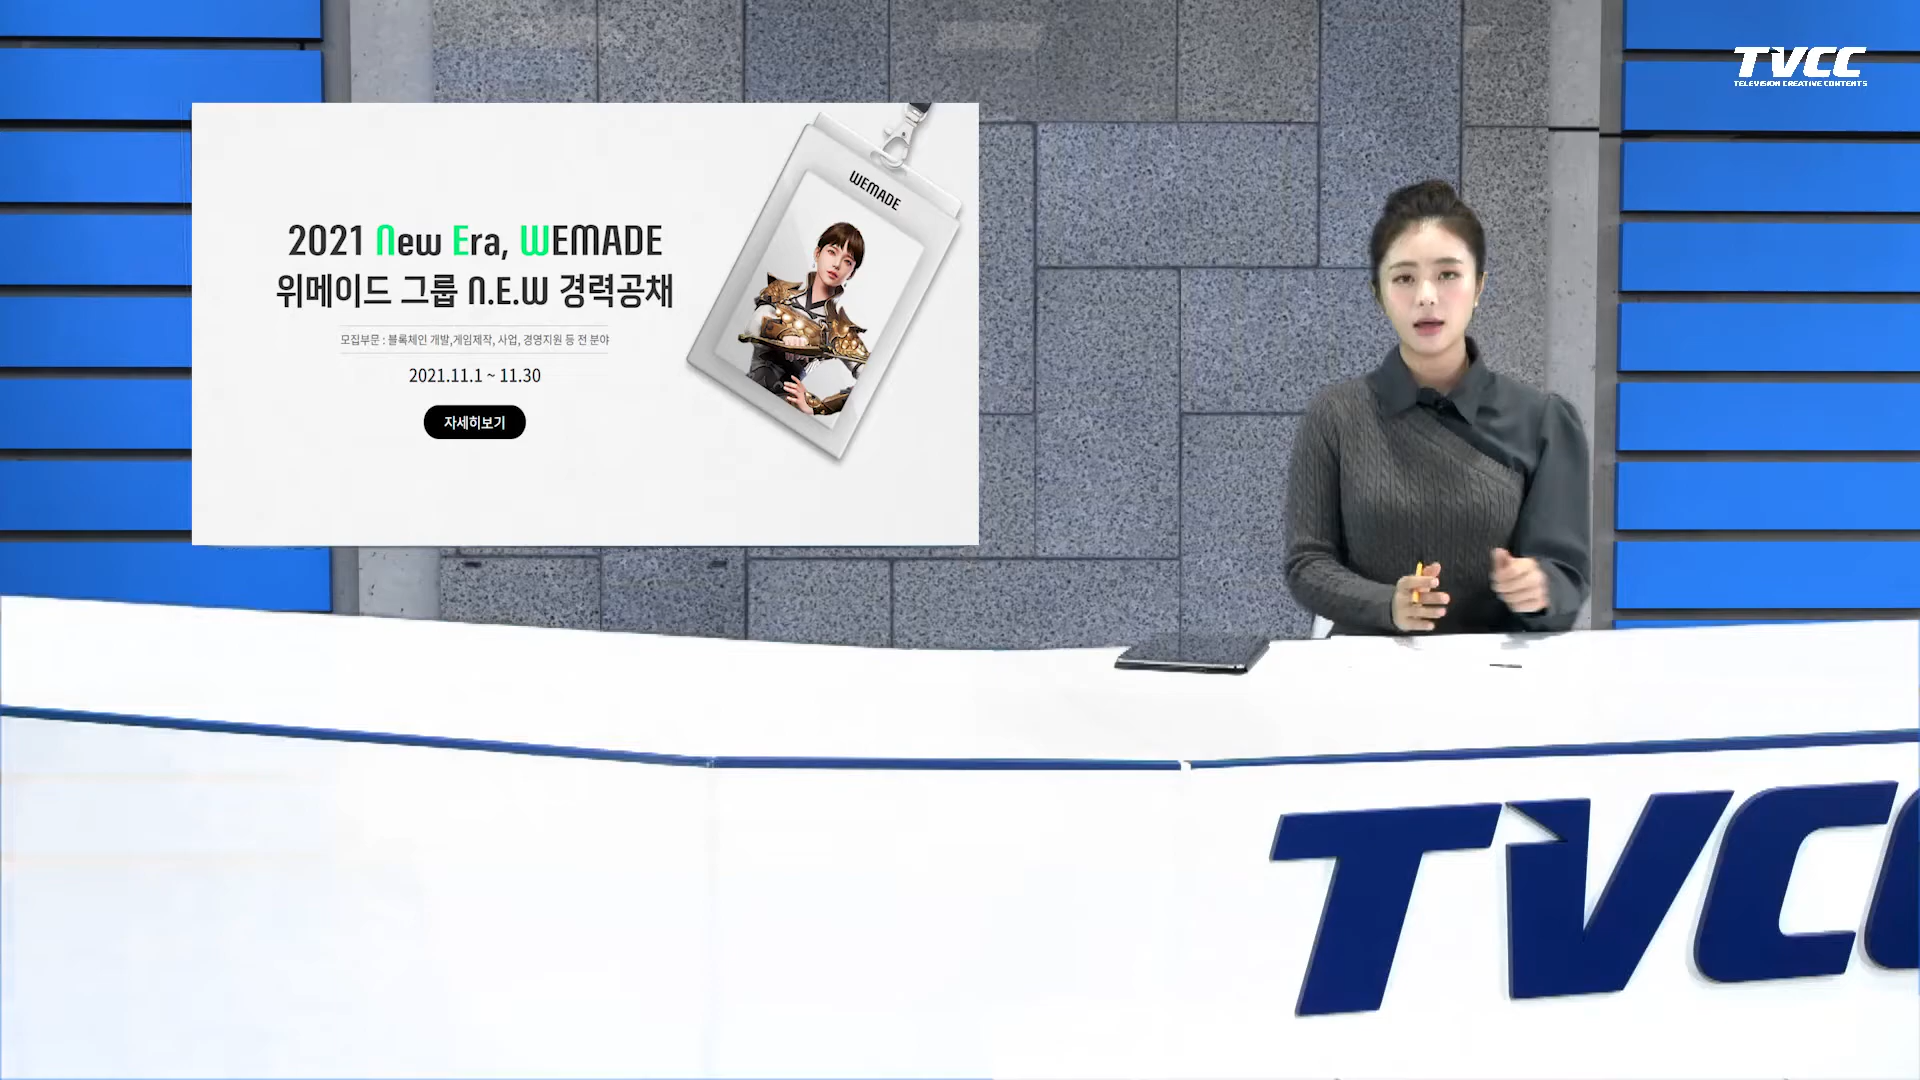 TVCC
TELEVISION CREATIVE CONTENTS
WEMADE
2021 New Era, WEMADE
위메이드 그룹 N.E.W 경력공채
모집부문 : 블록체인 개발,게임제작, 사업, 경영지원 등 전 분야
2021.11.1 ~ 11.30
자세히보기
TVCC